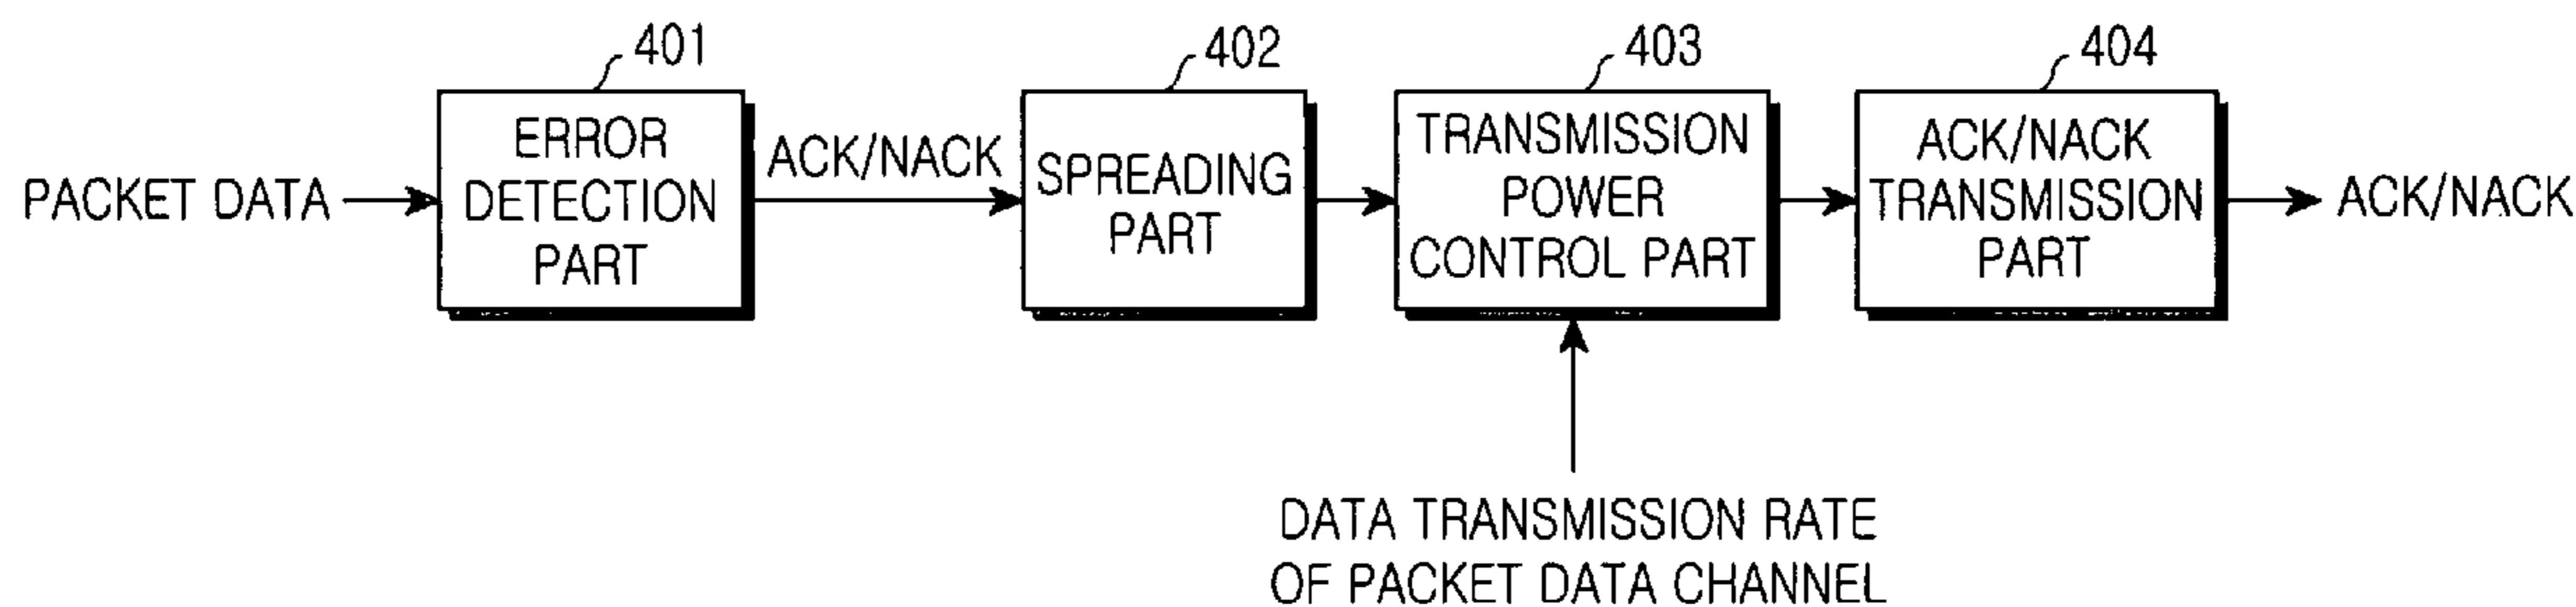 401
402
403
404
PACKET DATA
ERROR
DETECTION
PART
ACK/NACK
SPREADING
PART
TRANSMISSION
POWER
CONTROL PART
ACK/NACK
TRANSMISSION
PART
ACK/NACK
DATA TRANSMISSION RATE
OF PACKET DATA CHANNEL